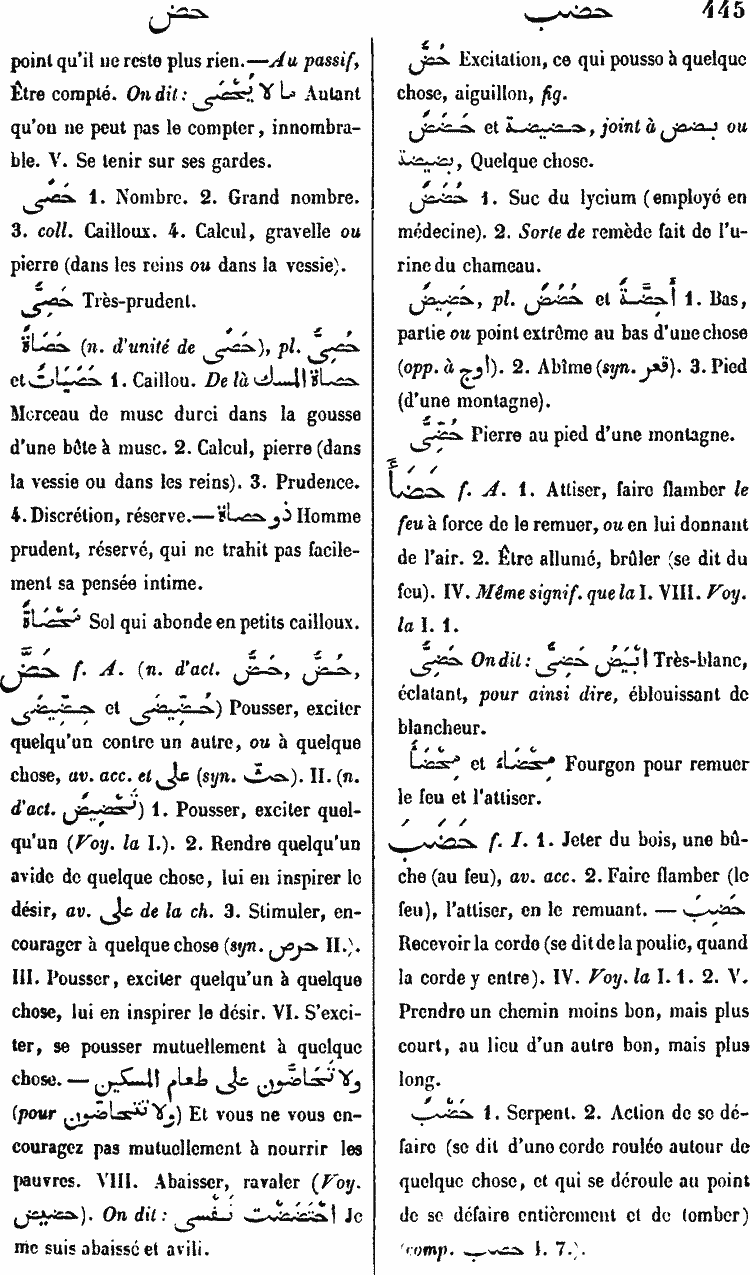 حض
حضب
445
point qu'il ne reste plus rien.—Au passif,
Être compté. On dit : ما لا يُحْصَى Autant
qu'on ne peut pas le compter, innombra-
ble. V. Se tenir sur ses gardes.
حَصًى 1. Nombre. 2. Grand nombre.
3. coll. Cailloux. 4. Calcul, gravelle ou
pierre (dans les reins ou dans la vessie).
حَصِىٌّ Très-prudent.
حَصَاةٌ (n. d'unité de حَصًى), pl. حُصِىٌّ
et حَصَيَاتٌ 1. Caillou. De là حصاة المسك
Morceau de musc durci dans la gousse
d'une bête à musc. 2. Calcul, pierre (dans
la vessie ou dans les reins). 3. Prudence.
4. Discrétion, réserve.— ذو حصاة Homme
prudent, réservé, qui ne trahit pas facile-
ment sa pensée intime.
مَحْصَاةٌ Sol qui abonde en petits cailloux.
حَضَّ f. A. (n. d'act. حَضٌّ, حُضٌّ,
حِضِّيضَى et حُضِّيضَى) Pousser, exciter
quelqu'un contre un autre, ou à quelque
chose, av. acc. et على (syn. حثّ). II. (n.
d'act. تَحْضِيضٌ) 1. Pousser, exciter quel-
qu'un (Voy. la I.). 2. Rendre quelqu'un
avide de quelque chose, lui en inspirer le
désir, av. على de la ch. 3. Stimuler, en-
courager à quelque chose (syn. حرص II.).
III. Pousser, exciter quelqu'un à quelque
chose, lui en inspirer le désir. VI. S'exci-
ter, se pousser mutuellement à quelque
chose. — ولا تَحَاضُّونَ على طعام المسكين
(pour ولا تَتَحاضّون) Et vous ne vous en-
couragez pas mutuellement à nourrir les
pauvres. VIII. Abaisser, ravaler (Voy.
حضيض). On dit : احْتَضَضْتُ نَفْسِى Je
me suis abaissé et avili.
حُضٌّ Excitation, ce qui pousse à quelque
chose, aiguillon, fig.
حَضَضٌ et حضيضة, joint à بضض ou
بضيضة, Quelque chose.
حُضَضٌ 1. Suc du lycium (employé en
médecine). 2. Sorte de remède fait de l'u-
rine du chameau.
حَضِيضٌ, pl. حُضُضٌ et أَحِضَّةٌ 1. Bas,
partie ou point extrême au bas d'une chose
(opp. à اوج). 2. Abîme (syn. قعر). 3. Pied
(d'une montagne).
حُضِّىٌّ Pierre au pied d'une montagne.
حَضَأَ f. A. 1. Attiser, faire flamber le
feu à force de le remuer, ou en lui donnant
de l'air. 2. Être allumé, brûler (se dit du
feu). IV. Même signif. que la I. VIII. Voy.
la I. 1.
حَضِىٌّ On dit : أَبْيَضُ حَضِىٌّ Très-blanc,
éclatant, pour ainsi dire, éblouissant de
blancheur.
مِحْضَأٌ et مِحْضَاءٌ Fourgon pour remuer
le feu et l'attiser.
حَضَبَ f. I. 1. Jeter du bois, une bû-
che (au feu), av. acc. 2. Faire flamber (le
feu), l'attiser, en le remuant. — حَضِبَ
Recevoir la corde (se dit de la poulie, quand
la corde y entre). IV. Voy. la I. 1. 2. V.
Prendre un chemin moins bon, mais plus
court, au lieu d'un autre bon, mais plus
long.
حَضْبٌ 1. Serpent. 2. Action de se dé-
faire (se dit d'une corde roulée autour de
quelque chose, et qui se déroule au point
de se défaire entièrement et de tomber)
(comp. حصب I. 7.).